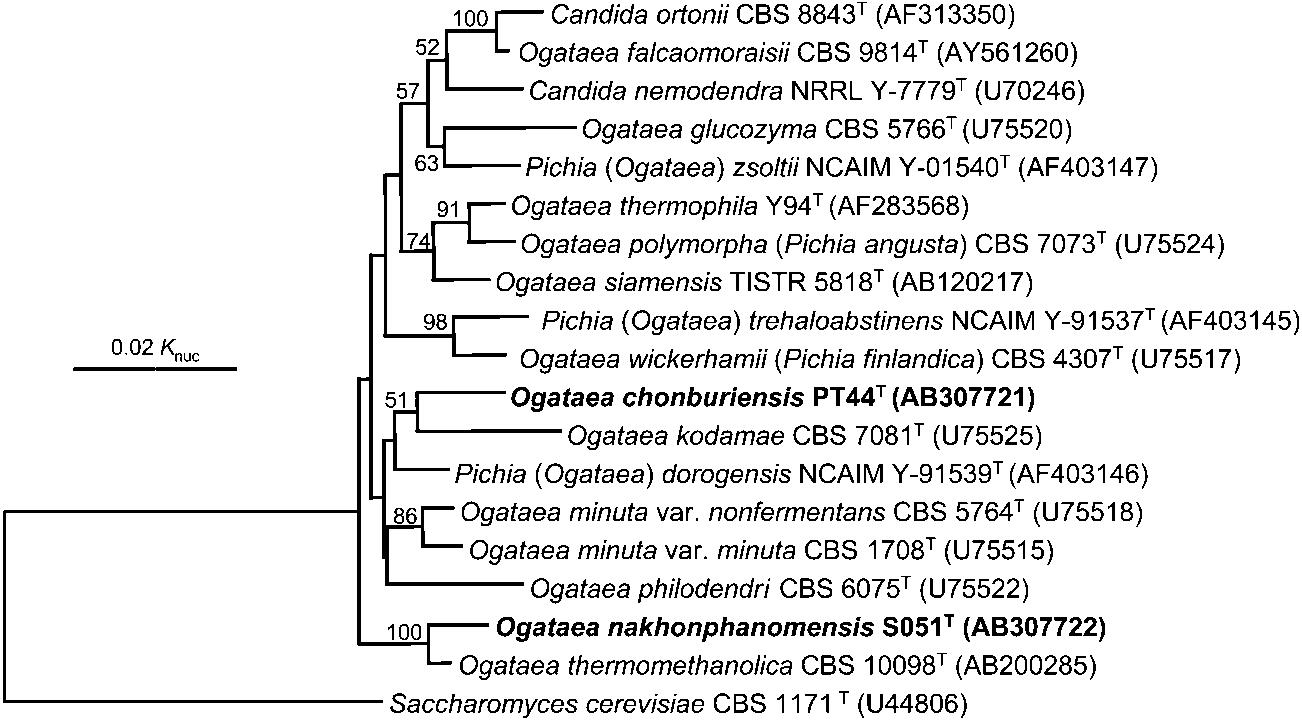 100 Candida ortonii CBS 8843T (AF313350)
52 Ogataea falcaomoraisii CBS 9814T (AY561260)
57 Candida nemodendra NRRL Y-7779T (U70246)
Ogataea glucozyma CBS 5766T (U75520)
63 Pichia (Ogataea) zsoltii NCAIM Y-01540T (AF403147)
91 Ogataea thermophila Y94T (AF283568)
74 Ogataea polymorpha (Pichia angusta) CBS 7073T (U75524)
Ogataea siamensis TISTR 5818T (AB120217)
98 Pichia (Ogataea) trehaloabstinens NCAIM Y-91537T (AF403145)
0.02 Knuc
Ogataea wickerhamii (Pichia finlandica) CBS 4307T (U75517)
51 Ogataea chonburiensis PT44T (AB307721)
Ogataea kodamae CBS 7081T (U75525)
Pichia (Ogataea) dorogensis NCAIM Y-91539T (AF403146)
86 Ogataea minuta var. nonfermentans CBS 5764T (U75518)
Ogataea minuta var. minuta CBS 1708T (U75515)
Ogataea philodendri CBS 6075T (U75522)
100 Ogataea nakhonphanomensis S051T (AB307722)
Ogataea thermomethanolica CBS 10098T (AB200285)
Saccharomyces cerevisiae CBS 1171 T (U44806)